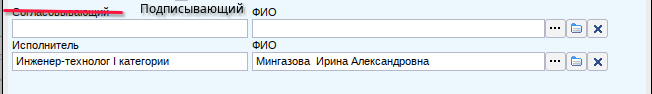 Согласовывающий Подписывающий ФИО
Исполнитель ФИО
Инженер-технолог I категории Мингазова Ирина Александровна